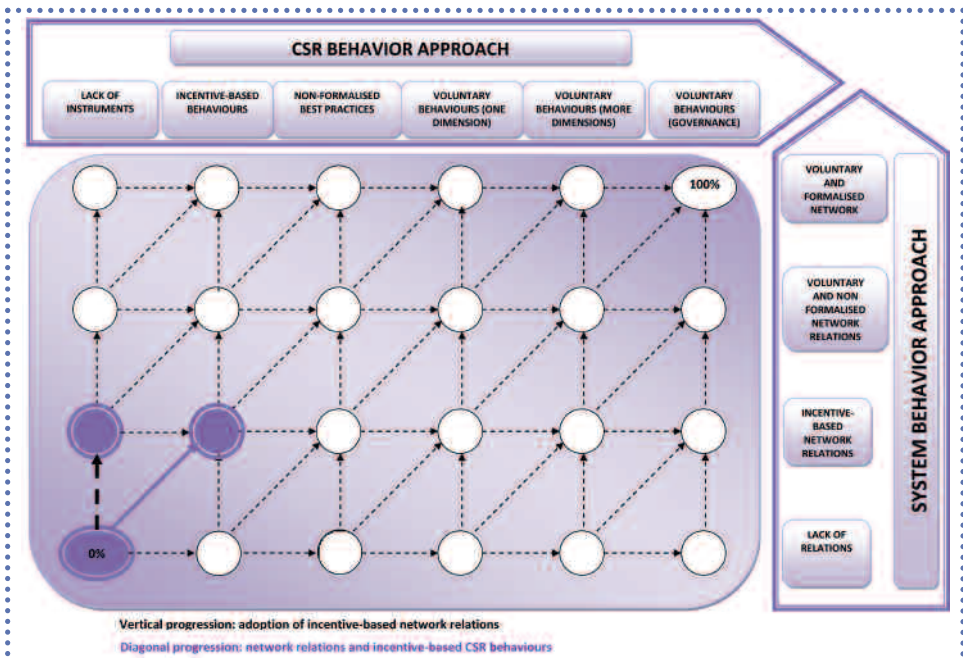 CSR BEHAVIOR APPROACH
LACK OF
INSTRUMENTS
INCENTIVE-BASED
BEHAVIOURS
NON-FORMALISED
BEST PRACTICES
VOLUNTARY
BEHAVIOURS (ONE
DIMENSION)
VOLUNTARY
BEHAVIOURS (MORE
DIMENSIONS)
VOLUNTARY
BEHAVIOURS
(GOVERNANCE)
100%
VOLUNTARY
AND
FORMALISED
NETWORK
VOLUNTARY
AND NON
FORMALISED
NETWORK
RELATIONS
INCENTIVE-
BASED
NETWORK
RELATIONS
LACK OF
RELATIONS
SYSTEM BEHAVIOR APPROACH
0%
Vertical progression: adoption of incentive-based network relations
Diagonal progression: network relations and incentive-based CSR behaviours